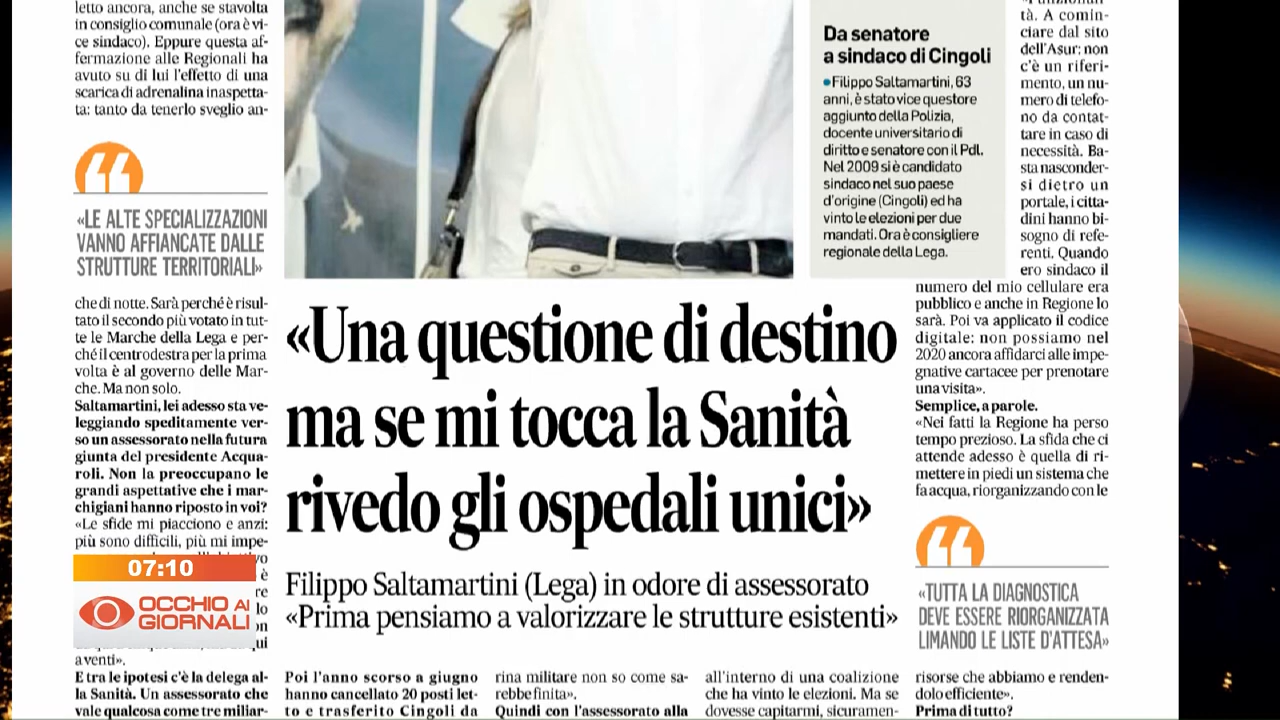 letto ancora, anche se stavolta
in consiglio comunale (ora è vi-
ce sindaco). Eppure questa af-
fermazione alle Regionali ha
avuto su di lui l'effetto di una
scarica di adrenalina inaspetta-
ta: tanto da tenerlo sveglio an-
«LE ALTE SPECIALIZZAZIONI
VANNO AFFIANCATE DALLE
STRUTTURE TERRITORIALI»
che di notte. Sarà perché è risul-
tato il secondo più votato in tut-
te le Marche della Lega e per-
ché il centrodestra per la prima
volta è al governo delle Mar-
che. Ma non solo.
Saltamartini, lei adesso sta ve-
leggiando speditamente ver-
so un assessorato nella futura
giunta del presidente Acqua-
roli. Non la preoccupano le
grandi aspettative che i mar-
chigiani hanno riposto in voi?
«Le sfide mi piacciono e anzi:
più sono difficili, più mi impe-
07:10
OCCHIO AI
GIORNALI
a venti».
E tra le ipotesi c'è la delega al-
la Sanità. Un assessorato che
vale qualcosa come tre miliar-
Da senatore
a sindaco di Cingoli
•Filippo Saltamartini, 63
anni, è stato vice questore
aggiunto della Polizia,
docente universitario di
diritto e senatore con il Pdl.
Nel 2009 si è candidato
sindaco nel suo paese
d'origine (Cingoli) ed ha
vinto le elezioni per due
mandati. Ora è consigliere
regionale della Lega.
«Una questione di destino
ma se mi tocca la Sanità
rivedo gli ospedali unici»
Filippo Saltamartini (Lega) in odore di assessorato
«Prima pensiamo a valorizzare le strutture esistenti»
Poi l'anno scorso a giugno
hanno cancellato 20 posti let-
to e trasferito Cingoli da
rina militare non so come sa-
rebbe finita».
Quindi con l'assessorato alla
all'interno di una coalizione
che ha vinto le elezioni. Ma se
dovesse capitarmi, sicuramen-
tà. A comin-
ciare dal sito
dell'Asur: non
c'è un riferi-
mento, un nu-
mero di telefo-
no da contat-
tare in caso di
necessità. Ba-
sta nasconder-
si dietro un
portale, i citta-
dini hanno bi-
sogno di refe-
renti. Quando
ero sindaco il
numero del mio cellulare era
pubblico e anche in Regione lo
sarà. Poi va applicato il codice
digitale: non possiamo nel
2020 ancora affidarci alle impe-
gnative cartacee per prenotare
una visita».
Semplice, a parole.
«Nei fatti la Regione ha perso
tempo prezioso. La sfida che ci
attende adesso è quella di ri-
mettere in piedi un sistema che
fa acqua, riorganizzando con le
«TUTTA LA DIAGNOSTICA
DEVE ESSERE RIORGANIZZATA
LIMANDO LE LISTE D'ATTESA»
risorse che abbiamo e renden-
dolo efficiente».
Prima di tutto?